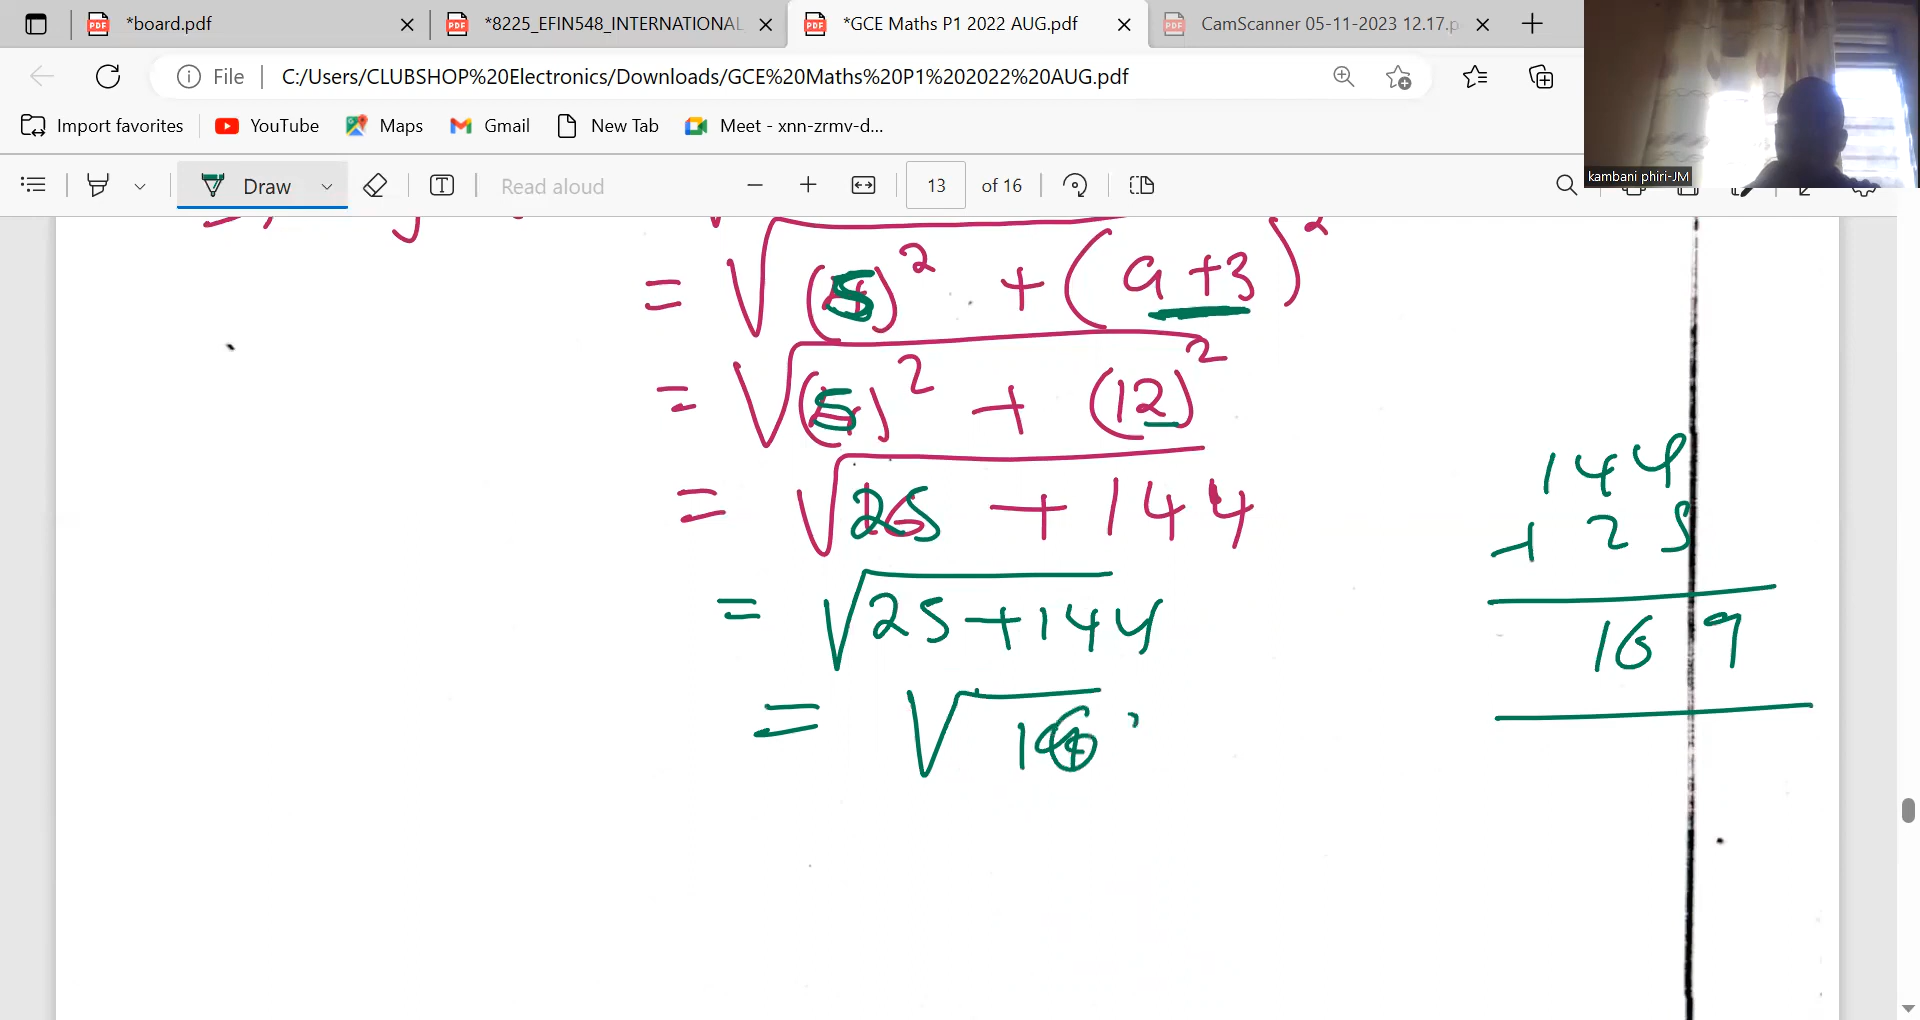 *board.pdf
*8225_EFIN548_INTERNATIONAL
*GCE Maths P1 2022 AUG.pdf
CamScanner 05-11-2023 12.17.p
File
C:/Users/CLUBSHOP%20Electronics/Downloads/GCE%20Maths%20P1%202022%20AUG.pdf
Import favorites
YouTube
Maps
Gmail
New Tab
Meet - xnn-zrmv-d...
kambani phiri-JM
Draw
Read aloud
13
of 16
= √(5)² + (9+3)²
= √(5)² + (12)²
= √25 + 144
= √25+144
= √16
144
+ 25
169